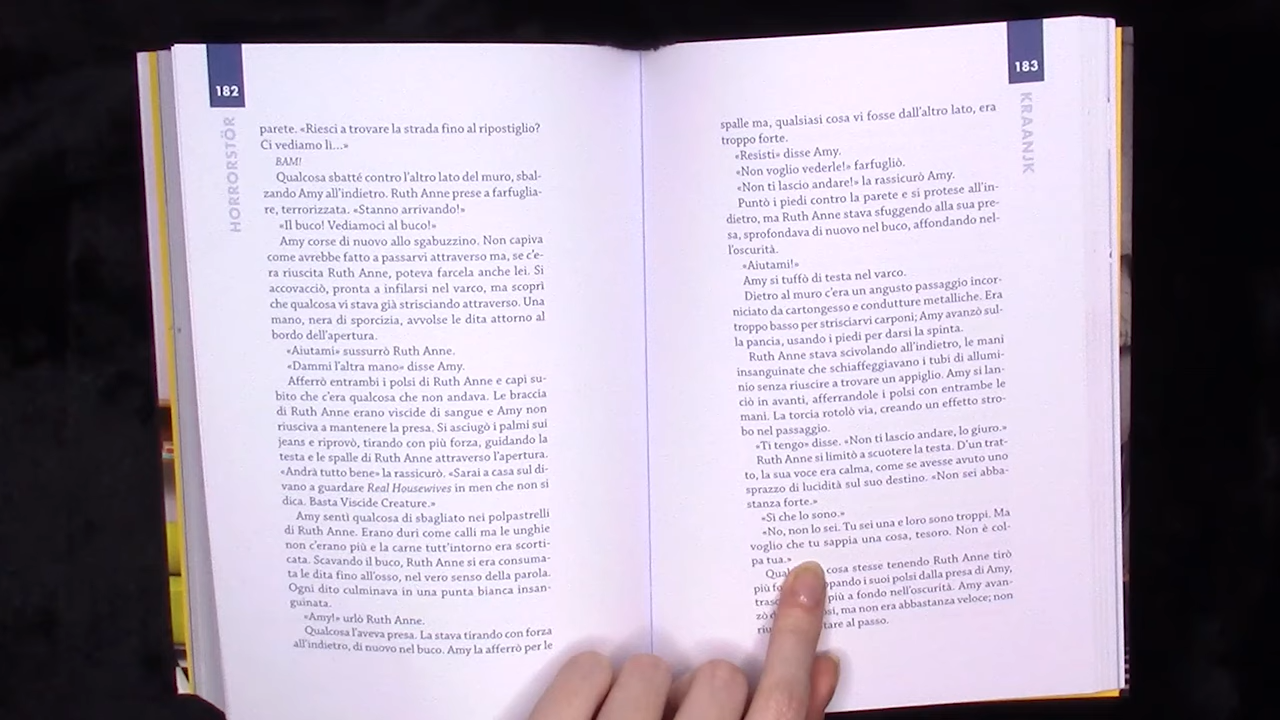 182
HORRORSTÖR
parete. «Riesci a trovare la strada fino al ripostiglio?
Ci vediamo lì...»
BAM!
Qualcosa sbatté contro l'altro lato del muro, sbal-
zando Amy all'indietro. Ruth Anne prese a farfuglia-
re, terrorizzata. «Stanno arrivando!»
«Il buco! Vediamoci al buco!»
Amy corse di nuovo allo sgabuzzino. Non capiva
come avrebbe fatto a passarvi attraverso ma, se c'e-
ra riuscita Ruth Anne, poteva farcela anche lei. Si
accovacciò, pronta a infilarsi nel varco, ma scoprì
che qualcosa vi stava già strisciando attraverso. Una
mano, nera di sporcizia, avvolse le dita attorno al
bordo dell'apertura.
«Aiutami» sussurrò Ruth Anne.
«Dammi l'altra mano» disse Amy.
Afferrò entrambi i polsi di Ruth Anne e capì su-
bito che c'era qualcosa che non andava. Le braccia
di Ruth Anne erano viscide di sangue e Amy non
riusciva a mantenere la presa. Si asciugò i palmi sui
jeans e riprovò, tirando con più forza, guidando la
testa e le spalle di Ruth Anne attraverso l'apertura.
«Andrà tutto bene» la rassicurò. «Sarai a casa sul di-
vano a guardare Real Housewives in men che non si
dica. Basta Viscide Creature.»
Amy sentì qualcosa di sbagliato nei polpastrelli
di Ruth Anne. Erano duri come calli ma le unghie
non c'erano più e la carne tutt'intorno era scorti-
cata. Scavando il buco, Ruth Anne si era consuma-
ta le dita fino all'osso, nel vero senso della parola.
Ogni dito culminava in una punta bianca insan-
guinata.
«Amy!» urlò Ruth Anne.
Qualcosa l'aveva presa. La stava tirando con forza
all'indietro, di nuovo nel buco. Amy la afferrò per le
183
KRAANJK
spalle ma, qualsiasi cosa vi fosse dall'altro lato, era
troppo forte.
«Resisti» disse Amy.
«Non voglio vederle!» farfugliò.
«Non ti lascio andare!» la rassicurò Amy.
Puntò i piedi contro la parete e si protese all'in-
dietro, ma Ruth Anne stava sfuggendo alla sua pre-
sa, sprofondava di nuovo nel buco, affondando nel-
l'oscurità.
«Aiutami!»
Amy si tuffò di testa nel varco.
Dietro al muro c'era un angusto passaggio incor-
niciato da cartongesso e condutture metalliche. Era
troppo basso per strisciarvi carponi; Amy avanzò sul-
la pancia, usando i piedi per darsi la spinta.
Ruth Anne stava scivolando all'indietro, le mani
insanguinate che schiaffeggiavano i tubi di allumi-
nio senza riuscire a trovare un appiglio. Amy si lan-
ciò in avanti, afferrandole i polsi con entrambe le
mani. La torcia rotolò via, creando un effetto stro-
bo nel passaggio.
«Ti tengo» disse. «Non ti lascio andare, lo giuro.»
Ruth Anne si limitò a scuotere la testa. D'un trat-
to, la sua voce era calma, come se avesse avuto uno
sprazzo di lucidità sul suo destino. «Non sei abba-
stanza forte.»
«Sì che lo sono.»
«No, non lo sei. Tu sei una e loro sono troppi. Ma
voglio che tu sappia una cosa, tesoro. Non è col-
pa tua.»
cosa stesse tenendo Ruth Anne tirò
più i suoi polsi dalla presa di Amy,
più a fondo nell'oscurità. Amy avan-
zò ma non era abbastanza veloce; non
al passo.